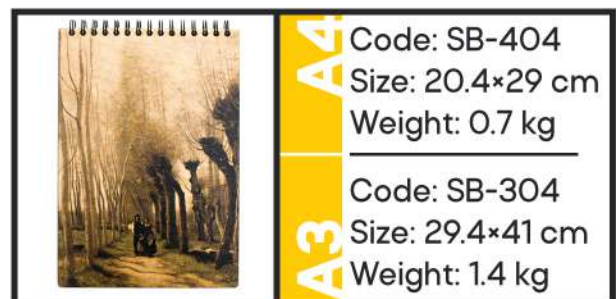 A4
Code: SB-404
Size: 20.4×29 cm
Weight: 0.7 kg
A3
Code: SB-304
Size: 29.4×41 cm
Weight: 1.4 kg